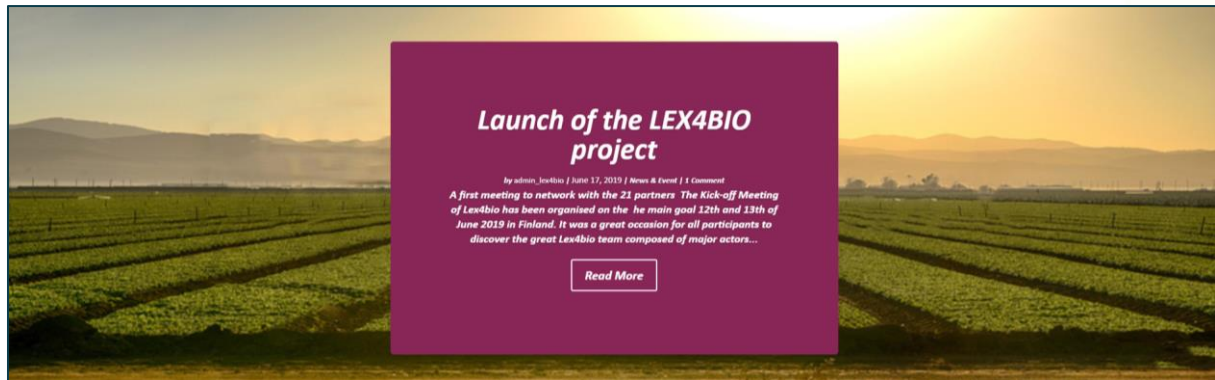 Launch of the LEX4BIO
project
by admin_lex4bio | June 17, 2019 | News & Event | 1 Comment
A first meeting to network with the 21 partners The Kick-off Meeting
of Lex4bio has been organised on the he main goal 12th and 13th of
June 2019 in Finland. It was a great occasion for all participants to
discover the great Lex4bio team composed of major actors...
Read More